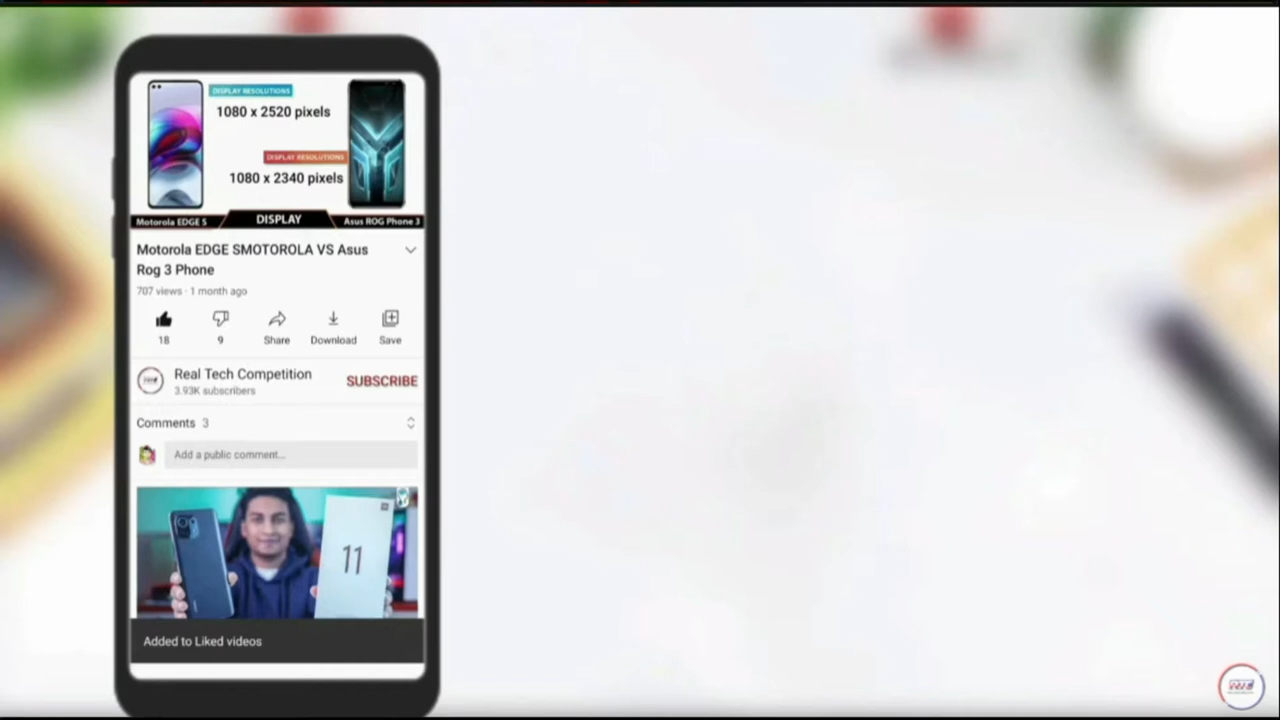 DISPLAY RESOLUTIONS
1080 x 2520 pixels
DISPLAY RESOLUTIONS
1080 x 2340 pixels
Motorola EDGE S
DISPLAY
Asus ROG Phone 3
Motorola EDGE SMOTOROLA VS Asus
Rog 3 Phone
707 views · 1 month ago
18
9
Share
Download
Save
Real Tech Competition
3.93K subscribers
SUBSCRIBE
Comments 3
Add a public comment...
11
Added to Liked videos